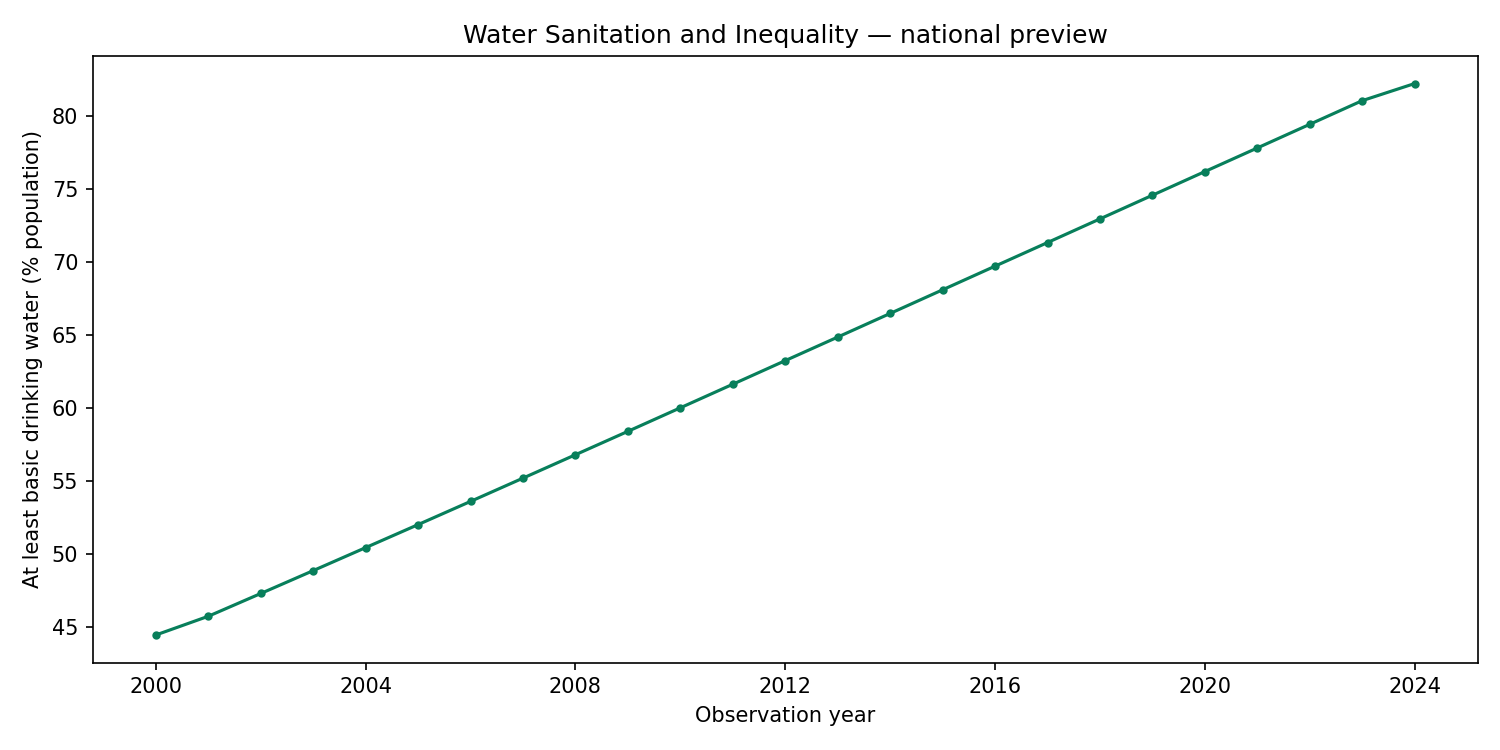 Water Sanitation and Inequality — national preview
At least basic drinking water (% population)
80
75
70
65
60
55
50
45
2000 2004 2008 2012 2016 2020 2024
Observation year